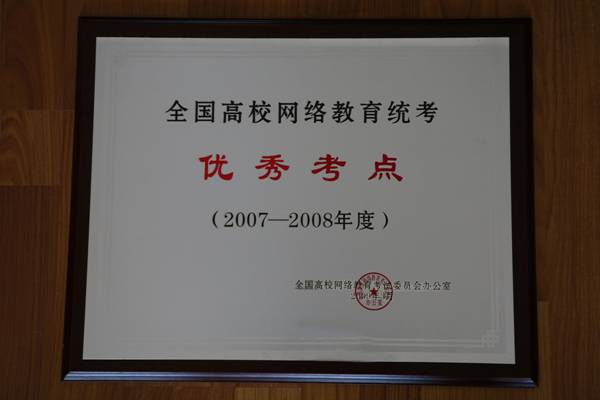 全国高校网络教育统考
优秀考点
（2007—2008年度）
全国高校网络教育考试委员会办公室